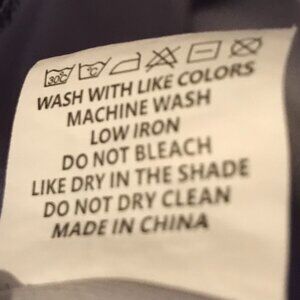 30°C °C
WASH WITH LIKE COLORS
MACHINE WASH
LOW IRON
DO NOT BLEACH
LIKE DRY IN THE SHADE
DO NOT DRY CLEAN
MADE IN CHINA